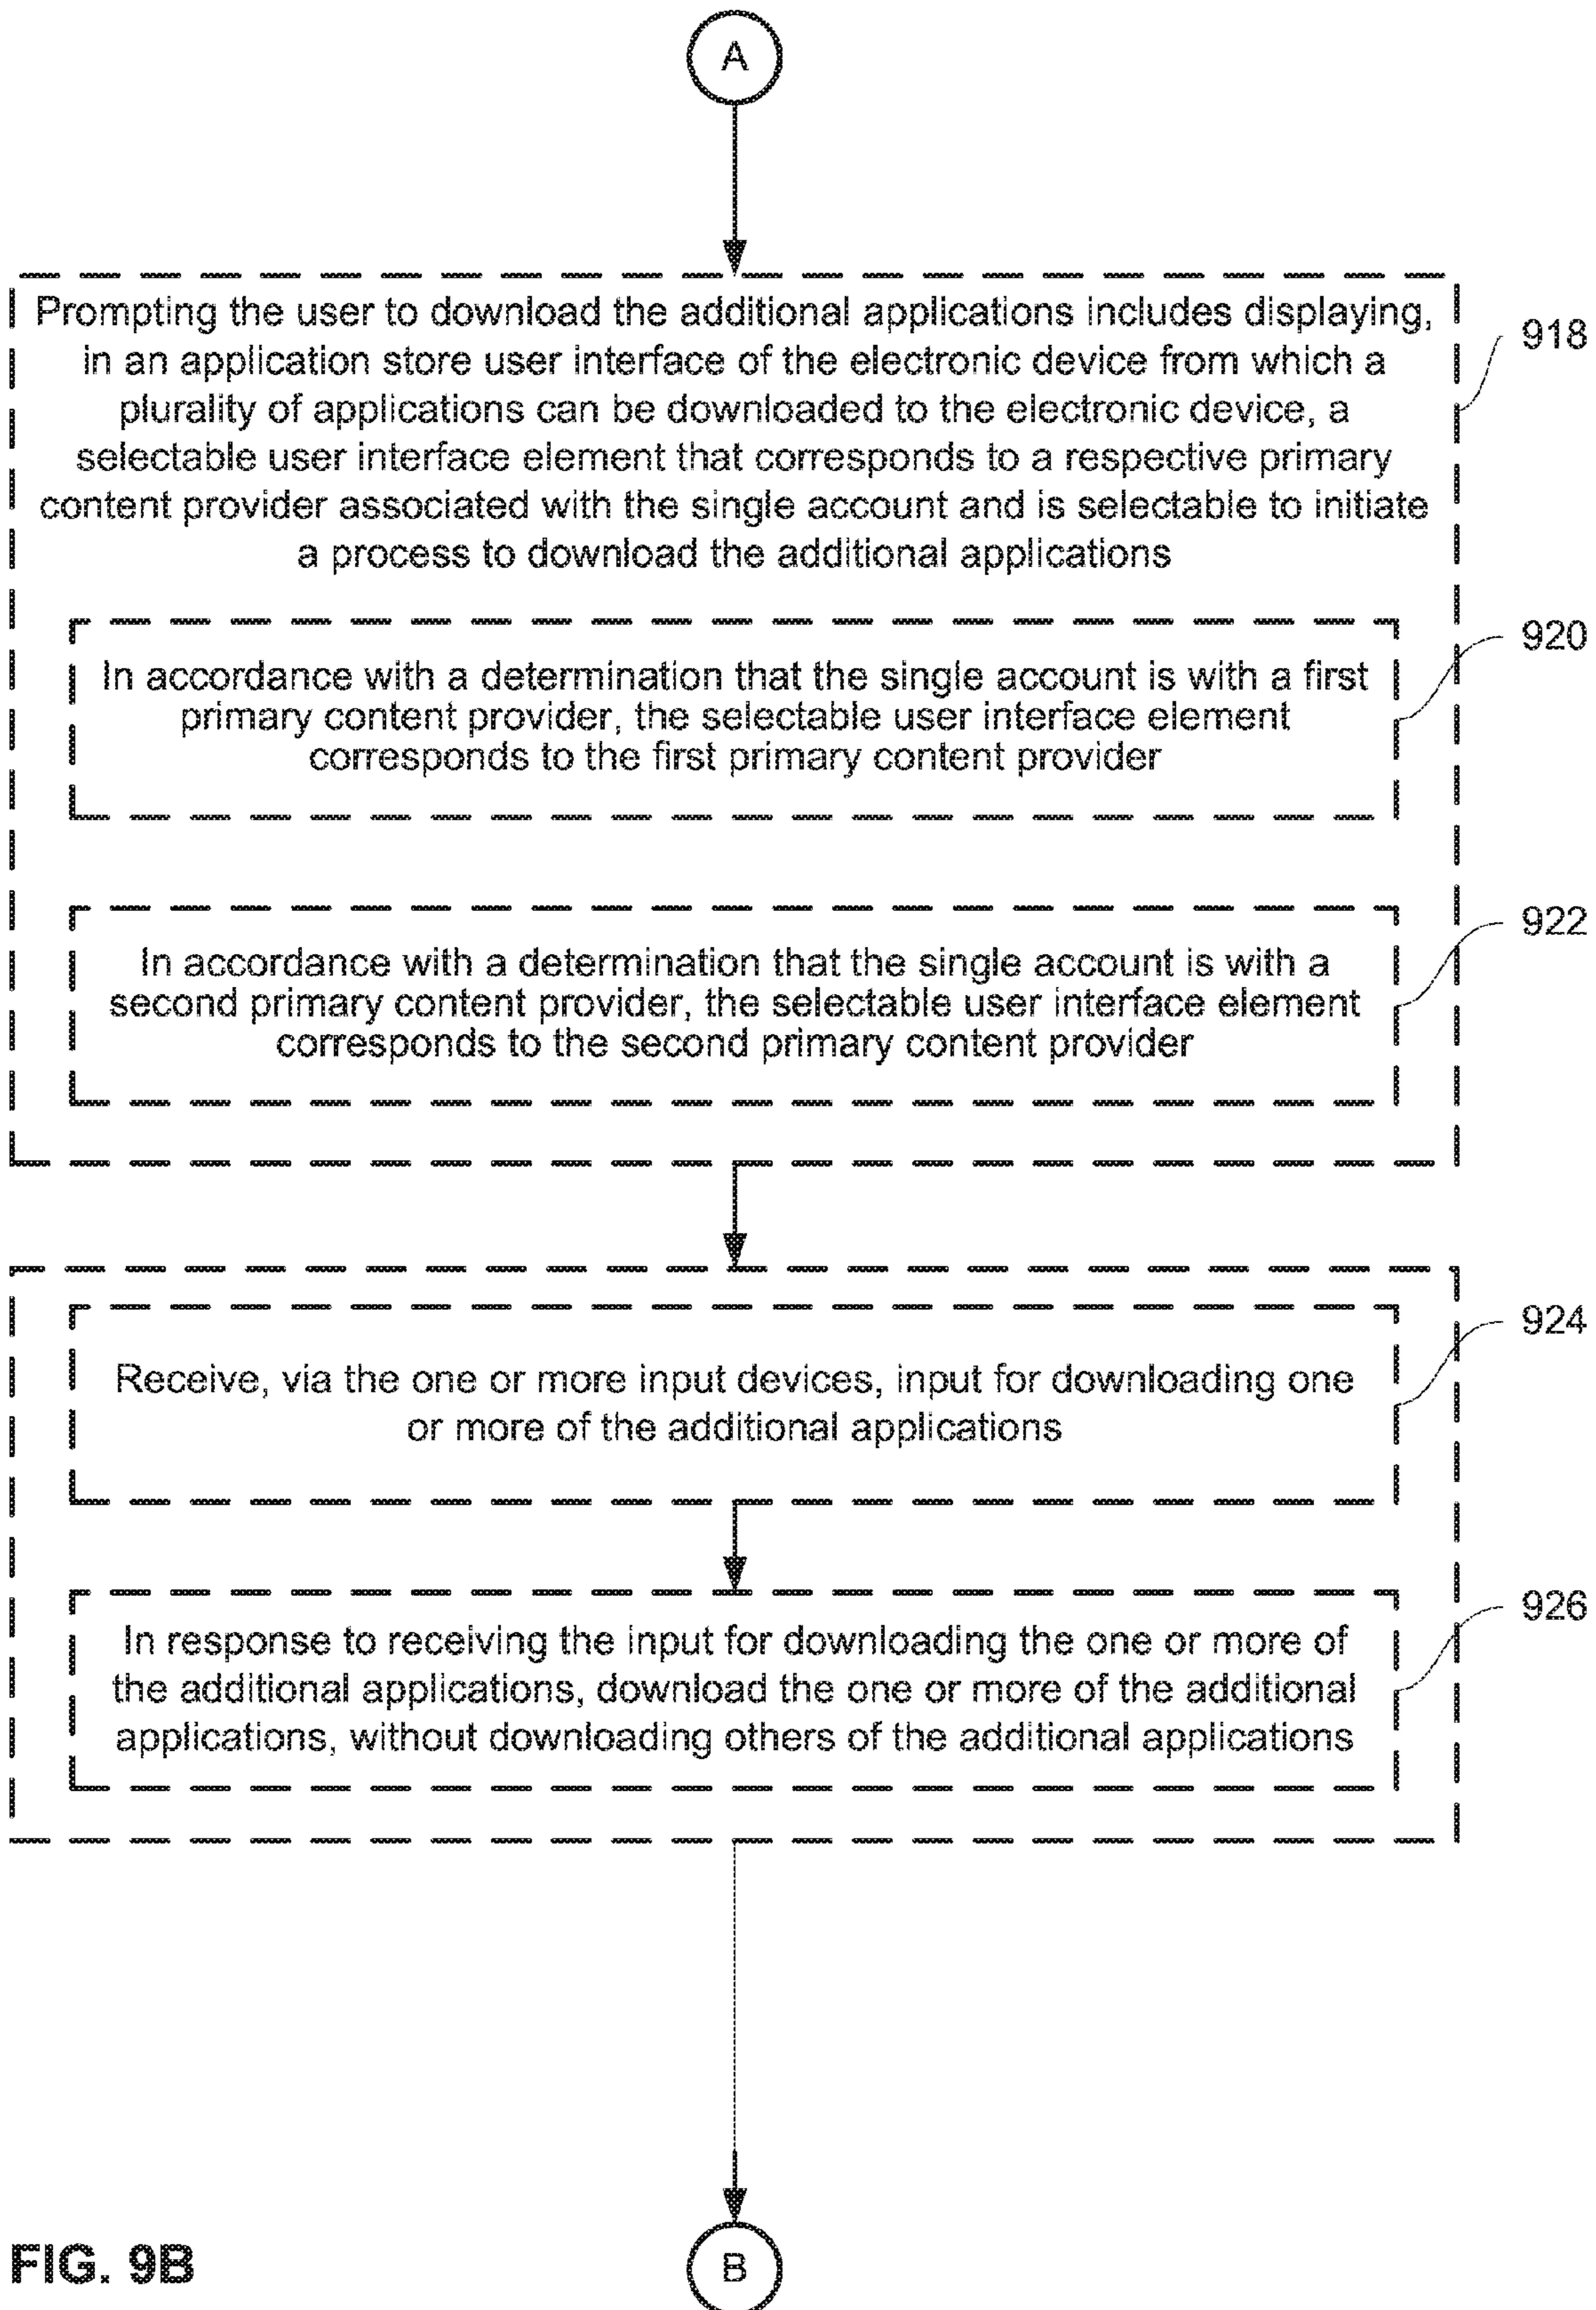 A
Prompting the user to download the additional applications includes displaying,
in an application store user interface of the electronic device from which a
plurality of applications can be downloaded to the electronic device, a
selectable user interface element that corresponds to a respective primary
content provider associated with the single account and is selectable to initiate
a process to download the additional applications
918
In accordance with a determination that the single account is with a first
primary content provider, the selectable user interface element
corresponds to the first primary content provider
920
In accordance with a determination that the single account is with a
second primary content provider, the selectable user interface element
corresponds to the second primary content provider
922
Receive, via the one or more input devices, input for downloading one
or more of the additional applications
924
In response to receiving the input for downloading the one or more of
the additional applications, download the one or more of the additional
applications, without downloading others of the additional applications
926
FIG. 9B
B